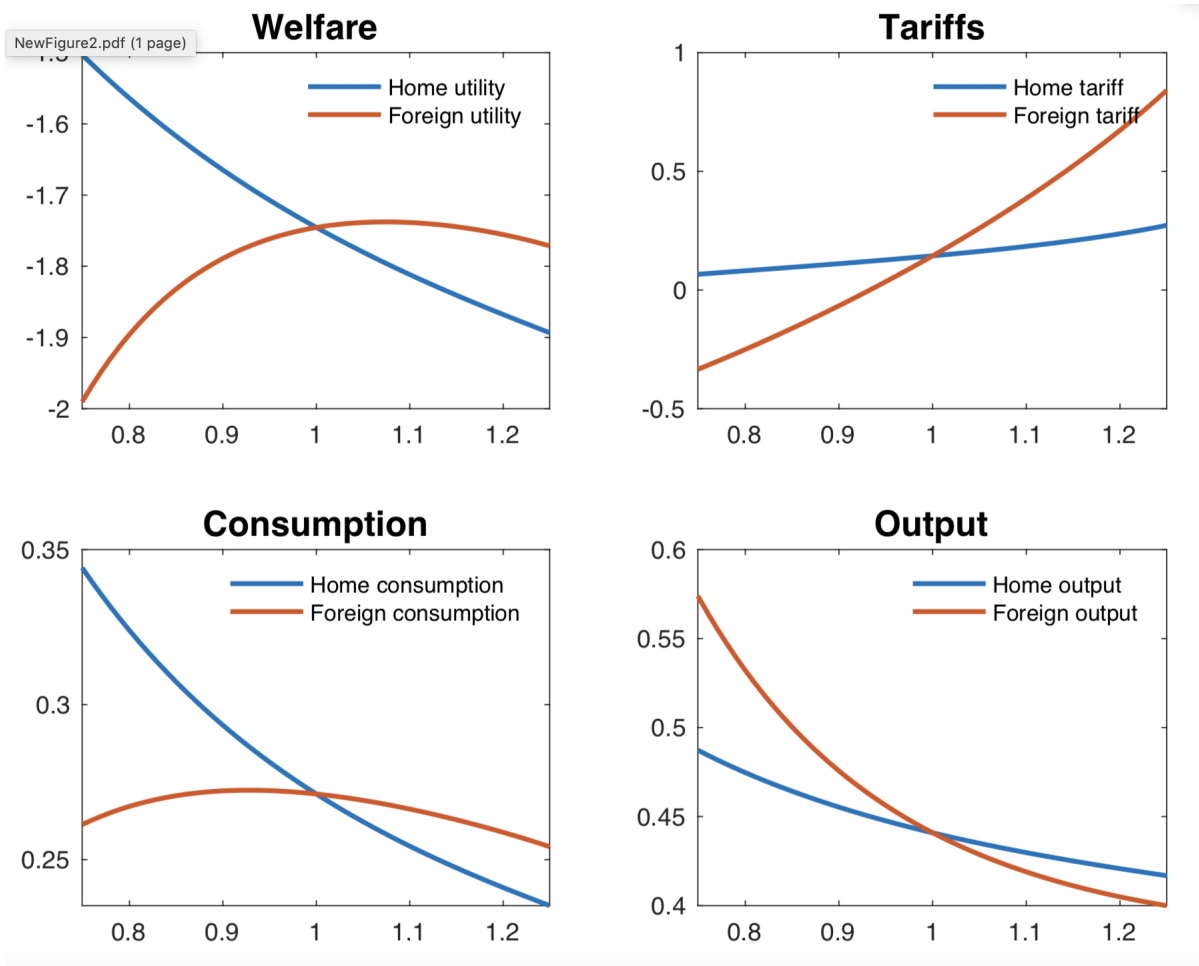 Welfare
Tariffs
NewFigure2.pdf (1 page)
Home utility
Foreign utility
-1.6
-1.7
-1.8
-1.9
-2
0.8 0.9 1 1.1 1.2
Home tariff
Foreign tariff
1
0.5
0
-0.5
0.8 0.9 1 1.1 1.2
Consumption
Output
Home consumption
Foreign consumption
0.35
0.3
0.25
0.8 0.9 1 1.1 1.2
Home output
Foreign output
0.6
0.55
0.5
0.45
0.4
0.8 0.9 1 1.1 1.2